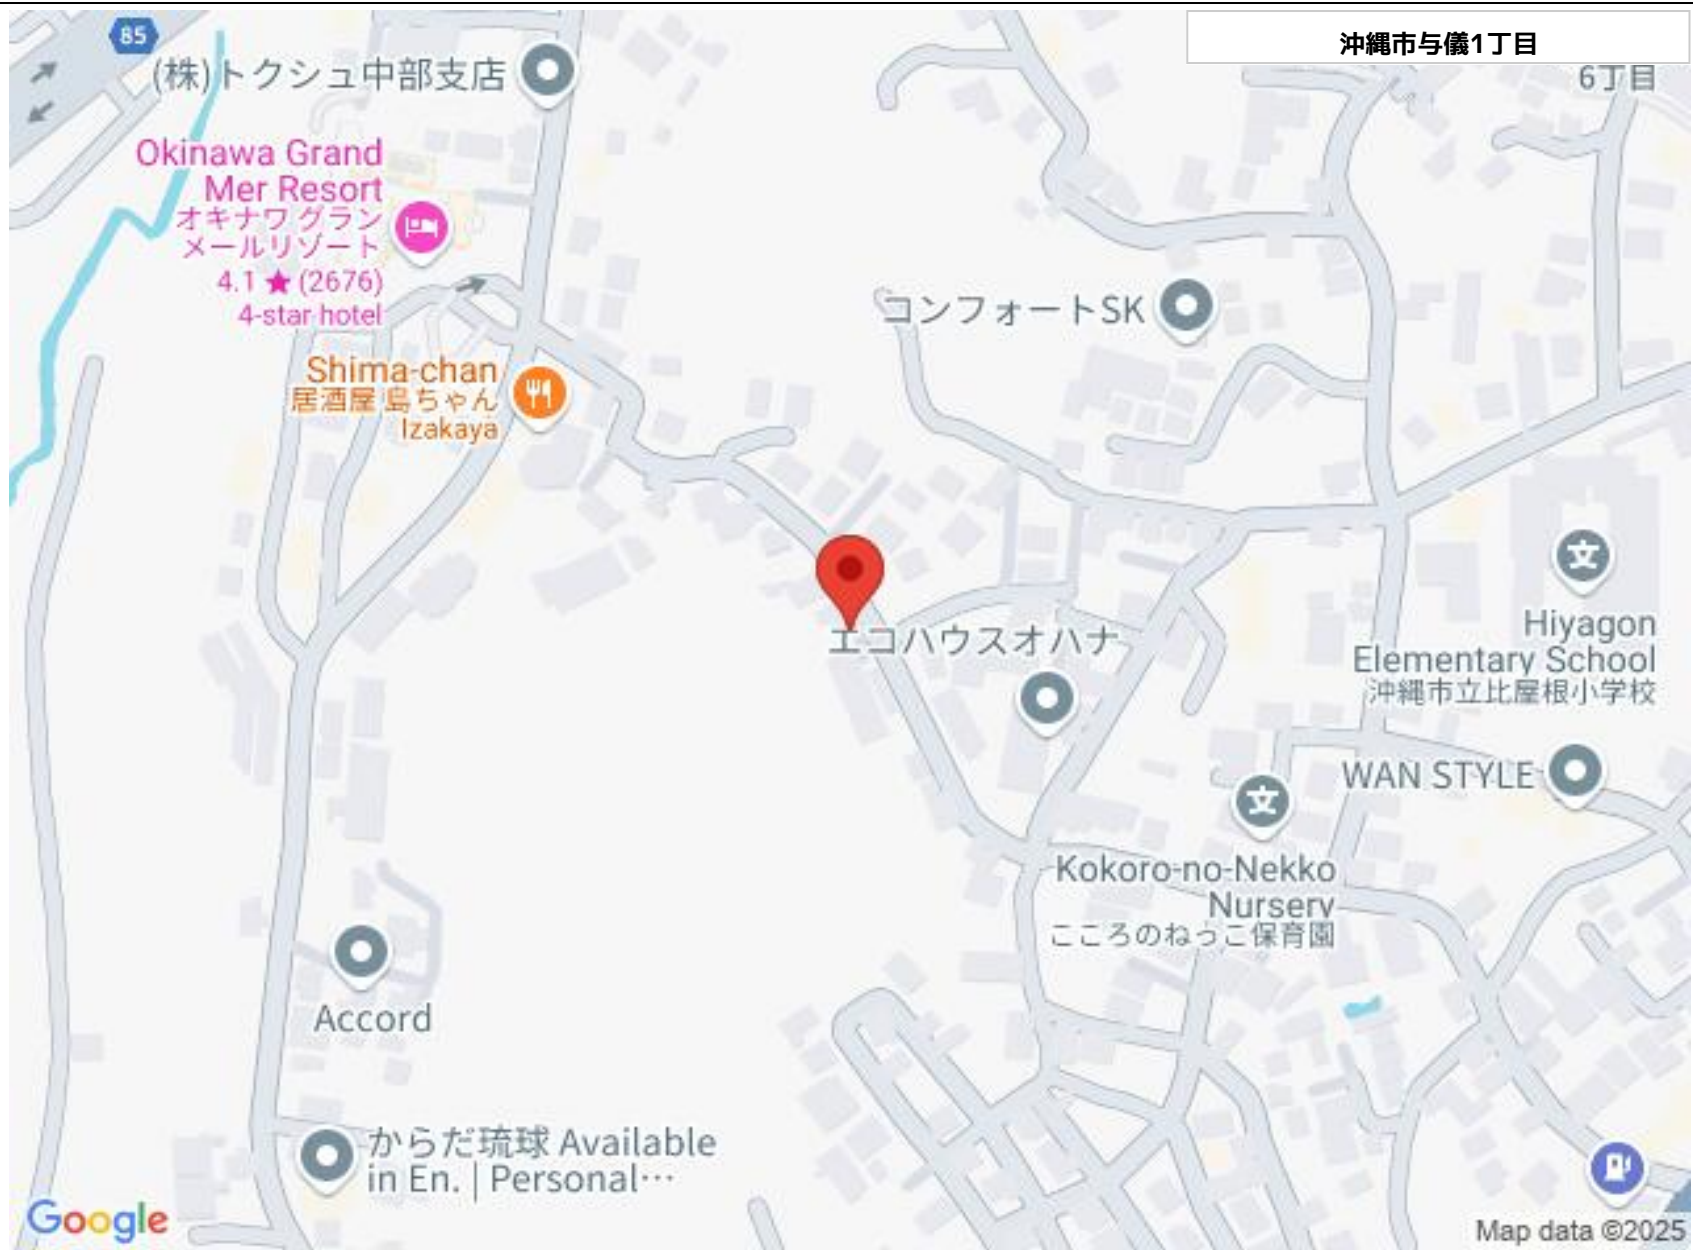 沖縄市与儀1丁目
85
(株)トクシュ中部支店
6丁目
Okinawa Grand
Mer Resort
オキナワ グラン
メールリゾート
4.1 ★ (2676)
4-star hotel
コンフォートSK
Shima-chan
居酒屋 島ちゃん
Izakaya
エコハウスオハナ
Hiyagon
Elementary School
沖縄市立比屋根小学校
WAN STYLE
Kokoro-no-Nekko
Nursery
こころのねっこ保育園
Accord
からだ琉球 Available
in En. | Personal…
Google
Map data ©2025